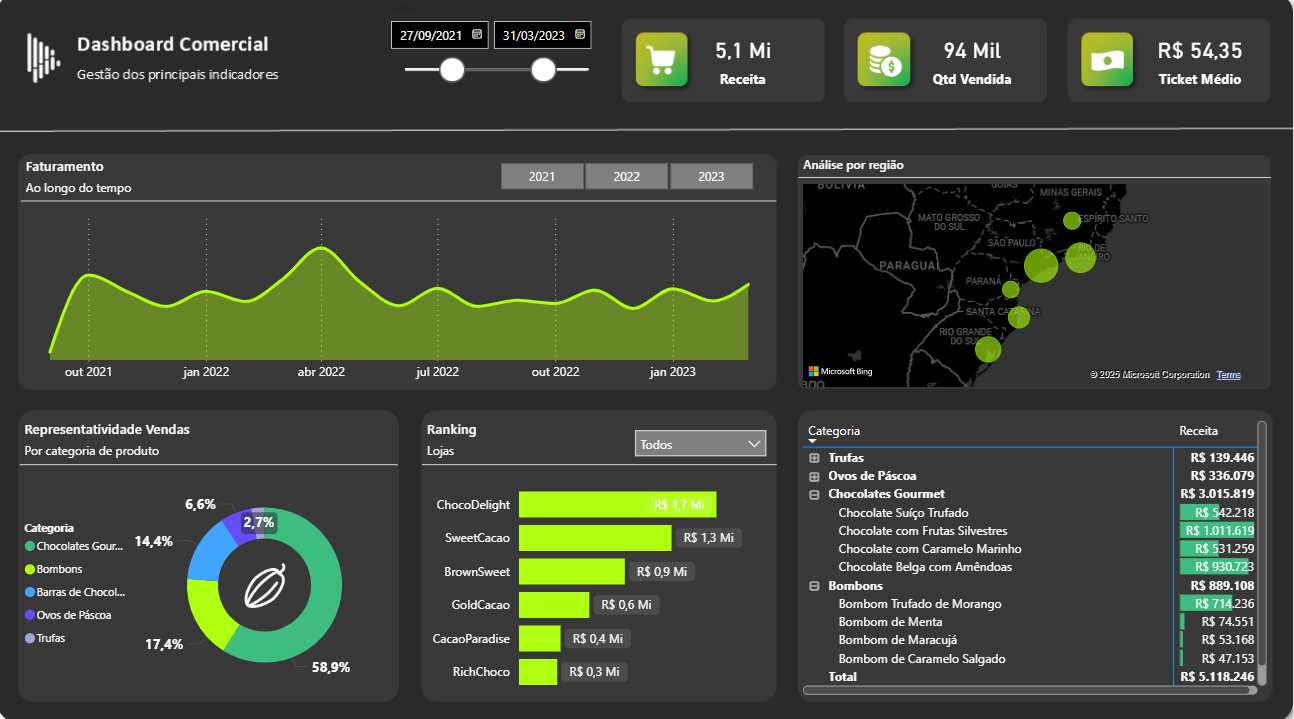 Dashboard Comercial
Gestão dos principais indicadores
27/09/2021
31/03/2023
5,1 Mi
Receita
94 Mil
Qtd Vendida
R$ 54,35
Ticket Médio
Faturamento
Ao longo do tempo
2021
2022
2023
out 2021
jan 2022
abr 2022
jul 2022
out 2022
jan 2023
Análise por região
BOLIVIA
GOIÁS
MINAS GERAIS
MATO GROSSO
DO SUL
ESPÍRITO SANTO
SÃO PAULO
RIO DE
JANEIRO
PARAGUAY
PARANÁ
SANTA CATARINA
RIO GRANDE
DO SUL
Microsoft Bing
© 2025 Microsoft Corporation Terms
Representatividade Vendas
Por categoria de produto
Categoria
Chocolates Gour...
Bombons
Barras de Chocol...
Ovos de Páscoa
Trufas
6,6%
2,7%
14,4%
17,4%
58,9%
Ranking
Lojas
Todos
ChocoDelight R$ 1,7 Mi
SweetCacao R$ 1,3 Mi
BrownSweet R$ 0,9 Mi
GoldCacao R$ 0,6 Mi
CacaoParadise R$ 0,4 Mi
RichChoco R$ 0,3 Mi
Categoria Receita
Trufas R$ 139.446
Ovos de Páscoa R$ 336.079
Chocolates Gourmet R$ 3.015.819
Chocolate Suíço Trufado R$ 542.218
Chocolate com Frutas Silvestres R$ 1.011.619
Chocolate com Caramelo Marinho R$ 531.259
Chocolate Belga com Amêndoas R$ 930.723
Bombons R$ 889.108
Bombom Trufado de Morango R$ 714.236
Bombom de Menta R$ 74.551
Bombom de Maracujá R$ 53.168
Bombom de Caramelo Salgado R$ 47.153
Total R$ 5.118.246